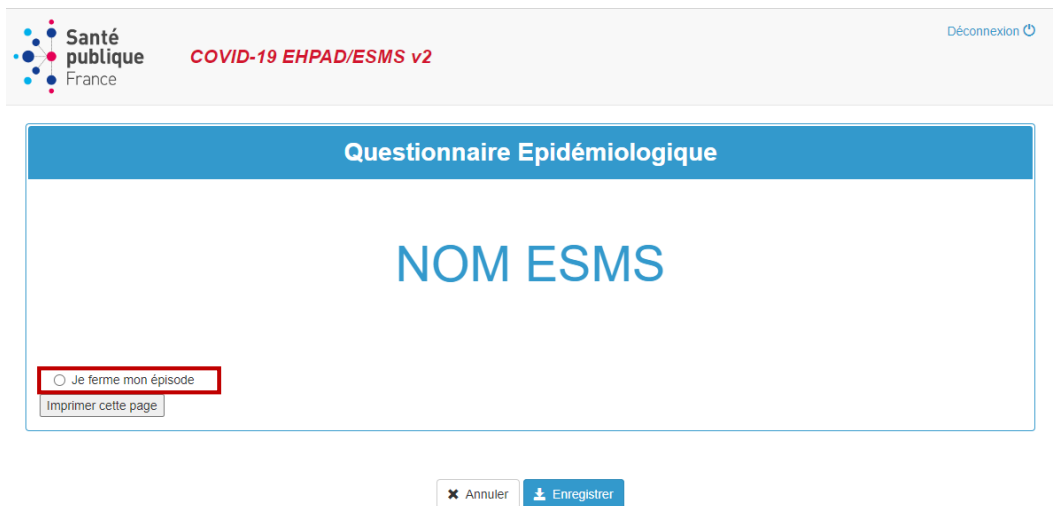 Déconnexion
Santé
publique
France
COVID-19 EHPAD/ESMS v2
Questionnaire Epidémiologique
NOM ESMS
Je ferme mon épisode
Imprimer cette page
Annuler
Enregistrer